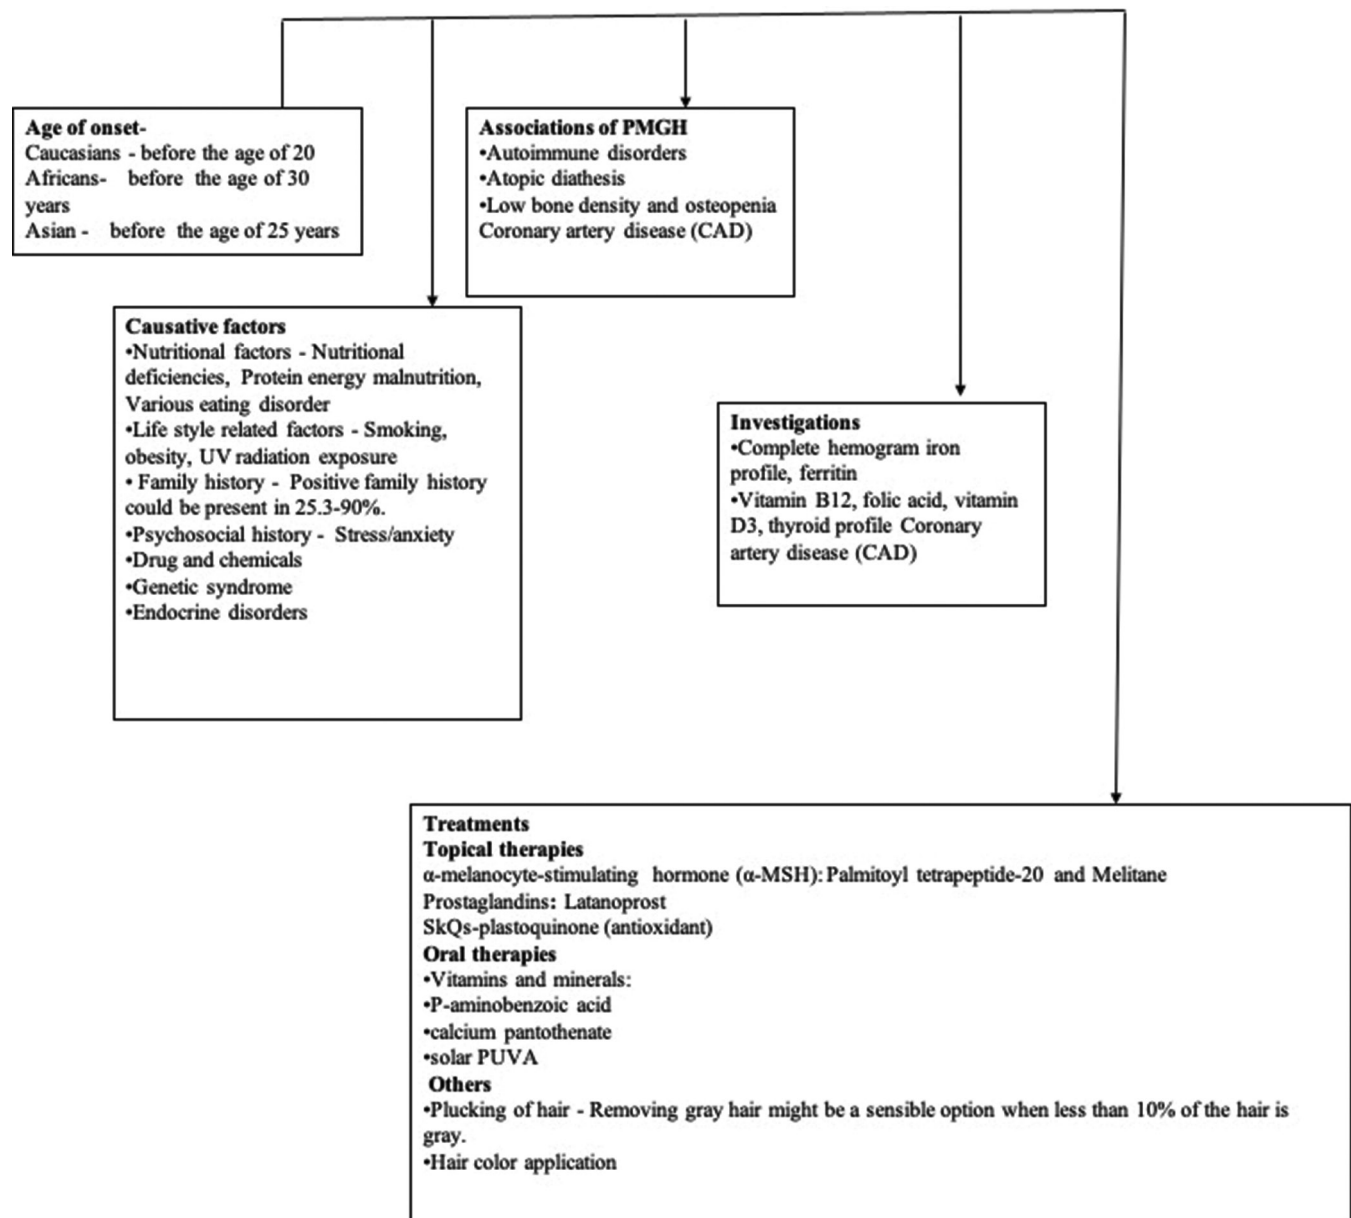 Age of onset-
Caucasians - before the age of 20
Africans- before the age of 30
years
Asian - before the age of 25 years
Associations of PMGH
•Autoimmune disorders
•Atopic diathesis
•Low bone density and osteopenia
Coronary artery disease (CAD)
Causative factors
•Nutritional factors - Nutritional
deficiencies, Protein energy malnutrition,
Various eating disorder
•Life style related factors - Smoking,
obesity, UV radiation exposure
• Family history - Positive family history
could be present in 25.3-90%.
•Psychosocial history - Stress/anxiety
•Drug and chemicals
•Genetic syndrome
•Endocrine disorders
Investigations
•Complete hemogram iron
profile, ferritin
•Vitamin B12, folic acid, vitamin
D3, thyroid profile Coronary
artery disease (CAD)
Treatments
Topical therapies
α-melanocyte-stimulating hormone (α-MSH): Palmitoyl tetrapeptide-20 and Melitane
Prostaglandins: Latanoprost
SkQs-plastoquinone (antioxidant)
Oral therapies
•Vitamins and minerals:
•P-aminobenzoic acid
•calcium pantothenate
•solar PUVA
Others
•Plucking of hair - Removing gray hair might be a sensible option when less than 10% of the hair is
gray.
•Hair color application